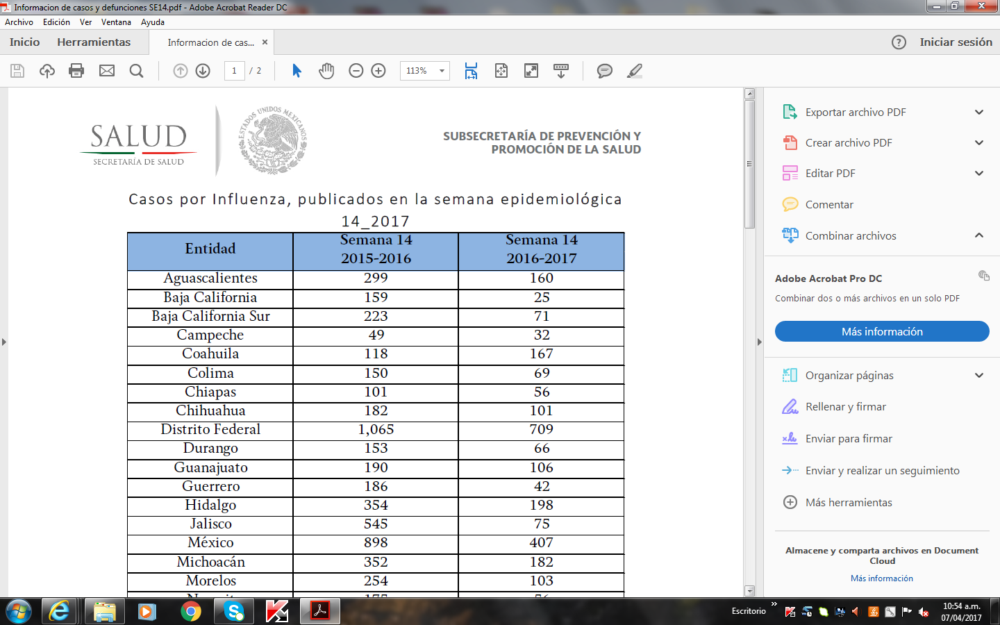 Informacion de casos y defunciones SE14.pdf - Adobe Acrobat Reader DC
Archivo Edición Ver Ventana Ayuda
Inicio Herramientas Informacion de cas... × ? Iniciar sesión
1 / 2 113%
SALUD
SECRETARÍA DE SALUD
ESTADOS UNIDOS MEXICANOS
SUBSECRETARÍA DE PREVENCIÓN Y
PROMOCIÓN DE LA SALUD
Casos por Influenza, publicados en la semana epidemiológica
14_2017
Entidad Semana 14 2015-2016 Semana 14 2016-2017
Aguascalientes 299 160
Baja California 159 25
Baja California Sur 223 71
Campeche 49 32
Coahuila 118 167
Colima 150 69
Chiapas 101 56
Chihuahua 182 101
Distrito Federal 1,065 709
Durango 153 66
Guanajuato 190 106
Guerrero 186 42
Hidalgo 354 198
Jalisco 545 75
México 898 407
Michoacán 352 182
Morelos 254 103
Exportar archivo PDF
Crear archivo PDF
Editar PDF
Comentar
Combinar archivos
Adobe Acrobat Pro DC
Combinar dos o más archivos en un solo PDF
Más información
Organizar páginas
Rellenar y firmar
Enviar para firmar
Enviar y realizar un seguimiento
Más herramientas
Almacene y comparta archivos en Document
Cloud
Más información
Escritorio » 10:54 a.m.
07/04/2017